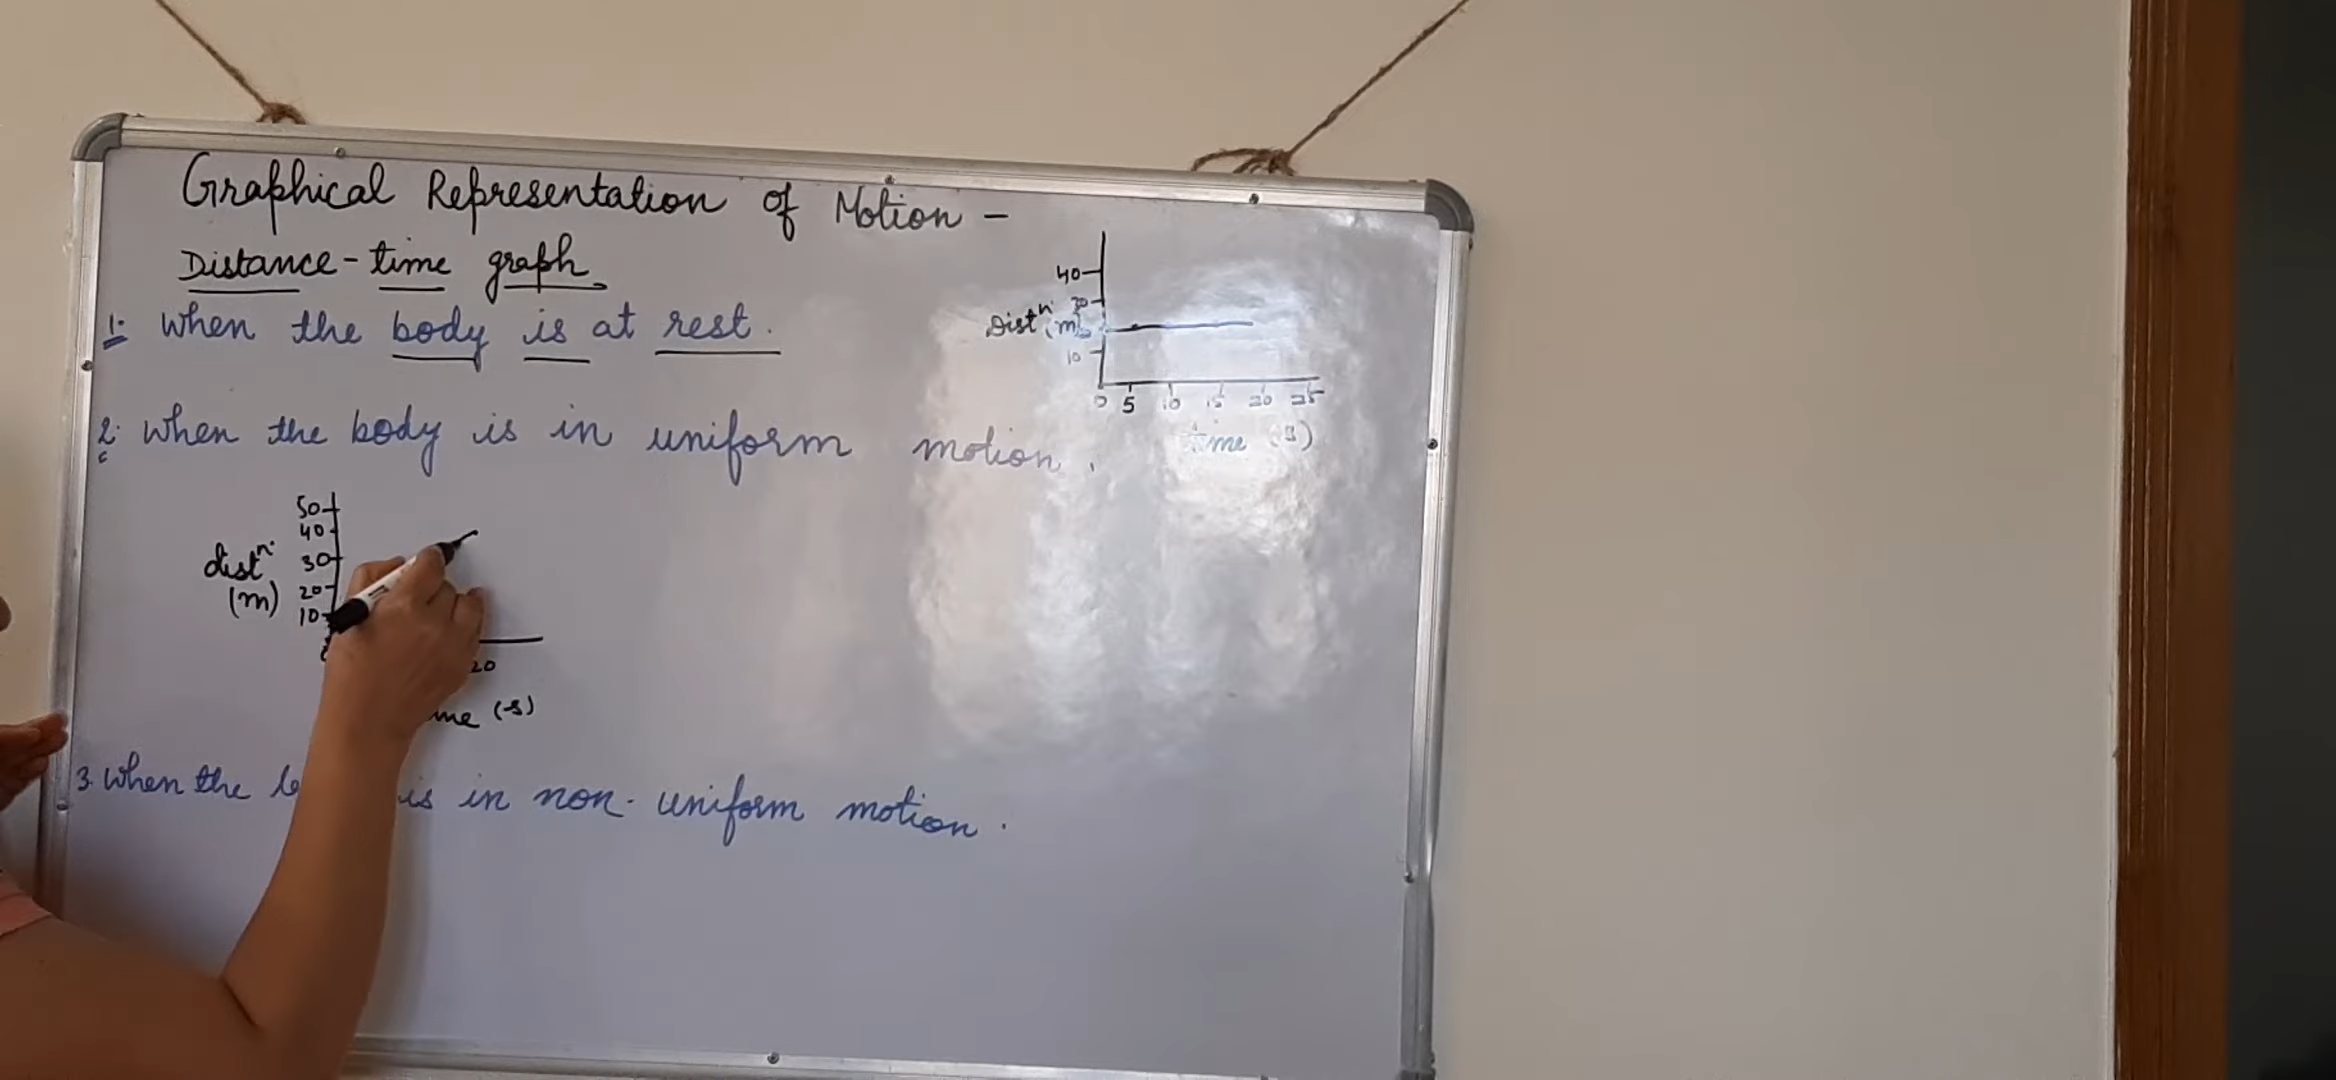 Graphical Representation of Motion -
Distance - time graph
1. When the body is at rest.
40
30
Distn. (m)
10
0 5 10 15 20 25
time (s)
2. When the body is in uniform motion.
50
40
distn. 30
(m) 20
10
20
(s)
3. When the is in non-uniform motion.